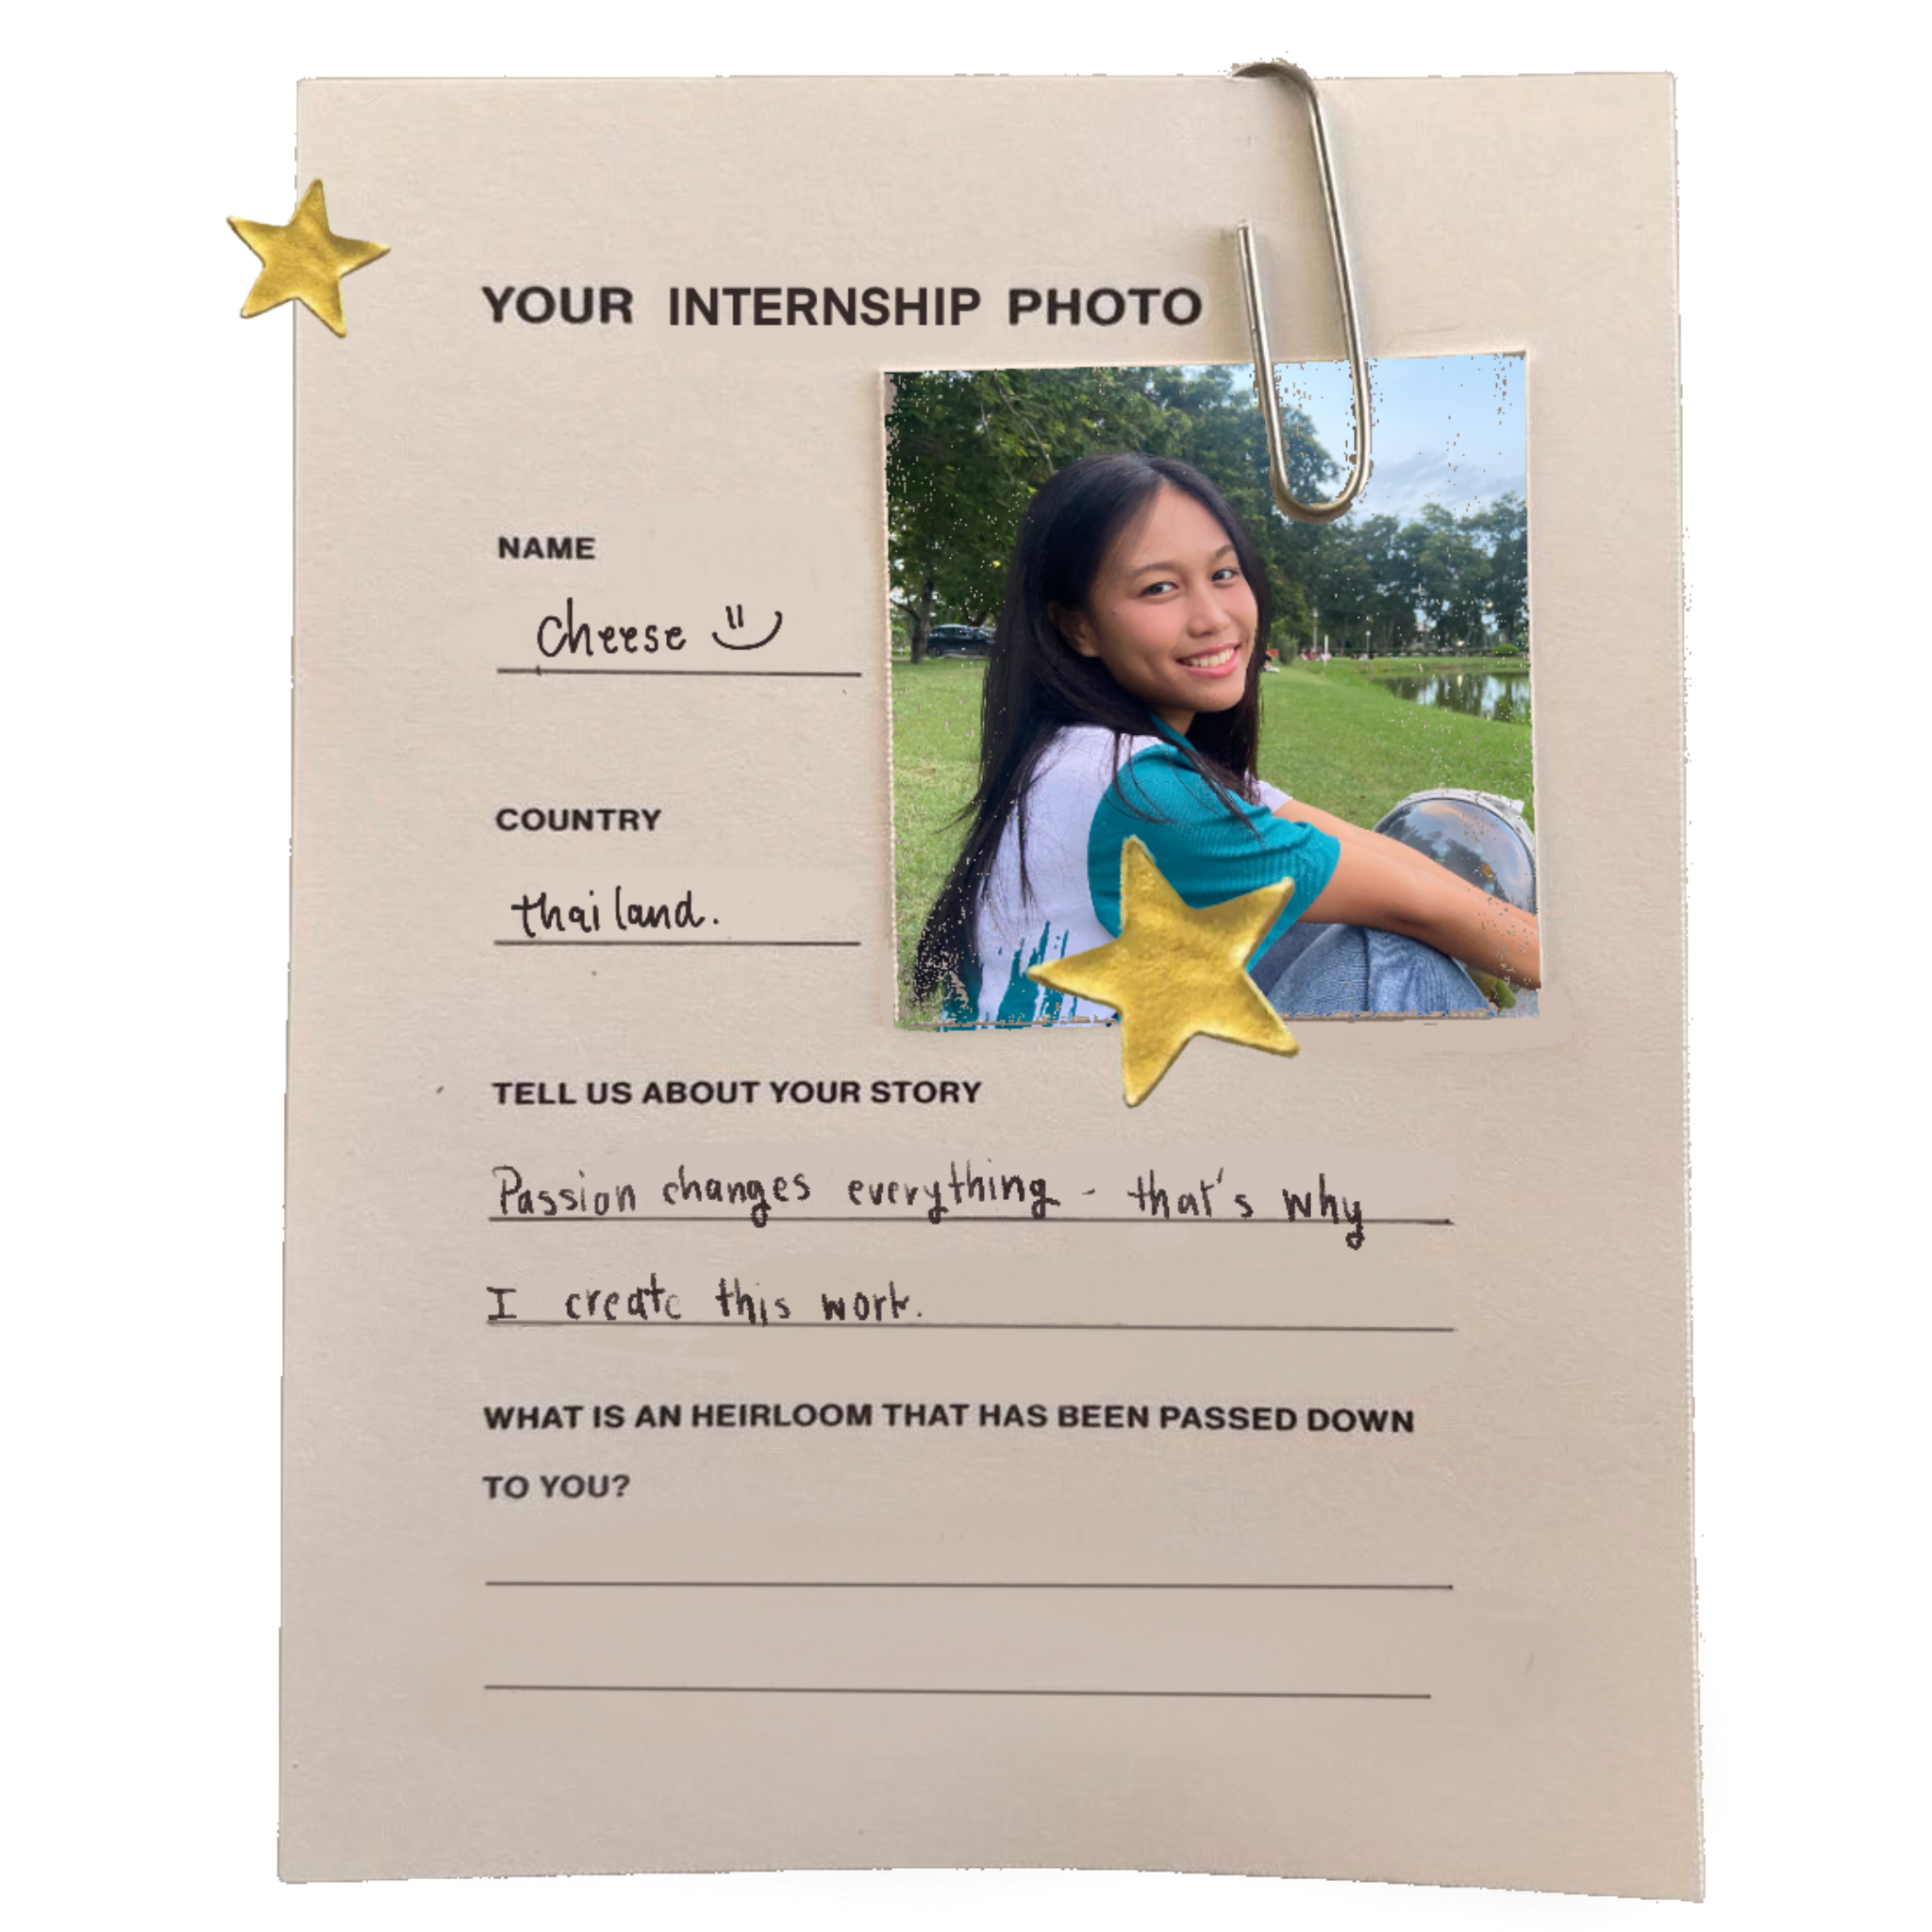 YOUR INTERNSHIP PHOTO
NAME
cheese
COUNTRY
thailand.
TELL US ABOUT YOUR STORY
Passion changes everything - that's why
I create this work.
WHAT IS AN HEIRLOOM THAT HAS BEEN PASSED DOWN
TO YOU?